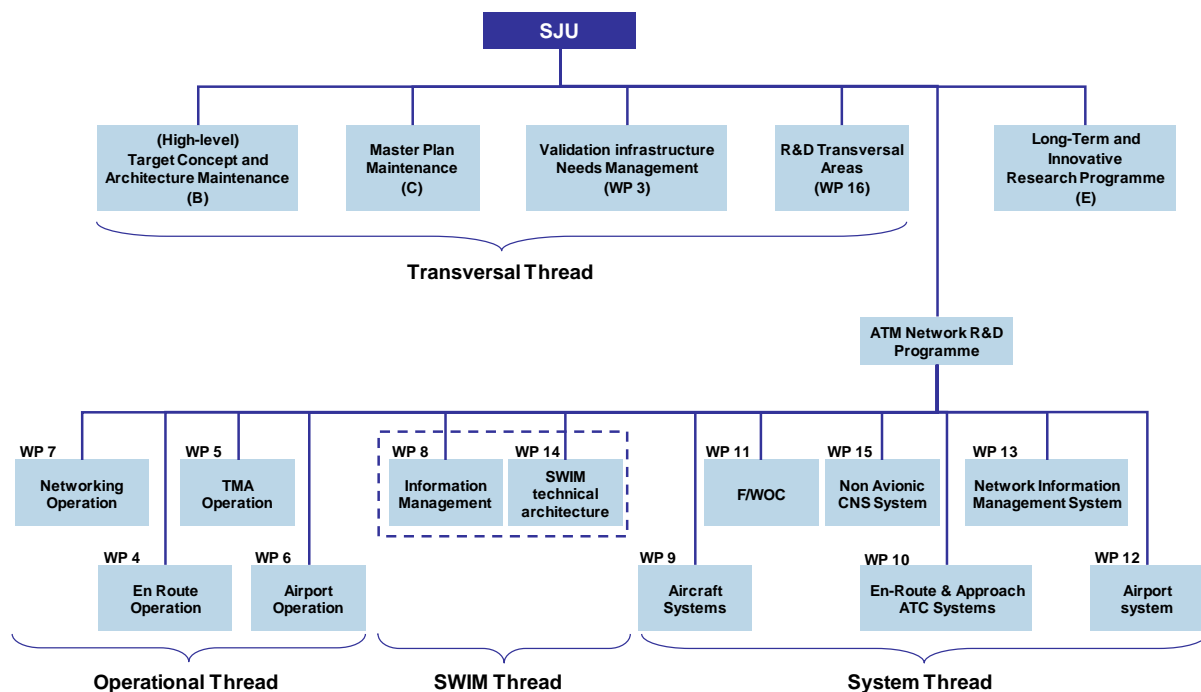 SJU
(High-level)
Target Concept and
Architecture Maintenance
(B)
Master Plan
Maintenance
(C)
Validation infrastructure
Needs Management
(WP 3)
R&D Transversal
Areas
(WP 16)
Long-Term and
Innovative
Research Programme
(E)
Transversal Thread
ATM Network R&D
Programme
WP 7
Networking
Operation
WP 5
TMA
Operation
WP 8
Information
Management
WP 14
SWIM
technical
architecture
WP 11
F/WOC
WP 15
Non Avionic
CNS System
WP 13
Network Information
Management System
WP 4
En Route
Operation
WP 6
Airport
Operation
WP 9
Aircraft
Systems
WP 10
En-Route & Approach
ATC Systems
WP 12
Airport
system
Operational Thread
SWIM Thread
System Thread